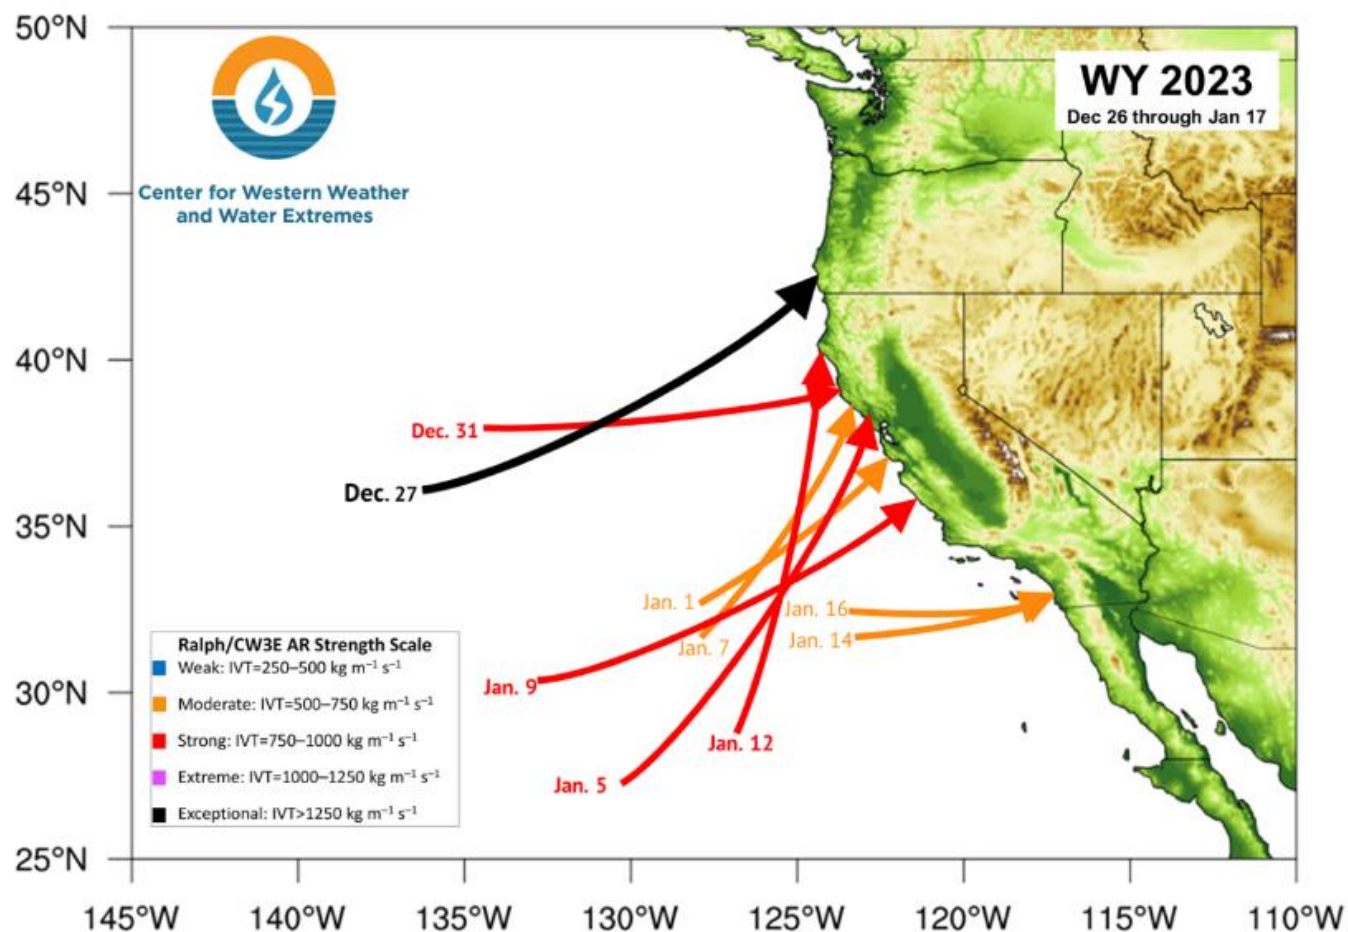 50°N
WY 2023
Dec 26 through Jan 17
Center for Western Weather
and Water Extremes
45°N
40°N
Dec. 31
Dec. 27
35°N
Jan. 1
Jan. 16
Jan. 7
Jan. 14
Ralph/CW3E AR Strength Scale
Weak: IVT=250–500 kg m⁻¹ s⁻¹
Jan. 9
30°N
Moderate: IVT=500–750 kg m⁻¹ s⁻¹
Strong: IVT=750–1000 kg m⁻¹ s⁻¹
Jan. 12
Extreme: IVT=1000–1250 kg m⁻¹ s⁻¹
Jan. 5
Exceptional: IVT>1250 kg m⁻¹ s⁻¹
25°N
145°W 140°W 135°W 130°W 125°W 120°W 115°W 110°W